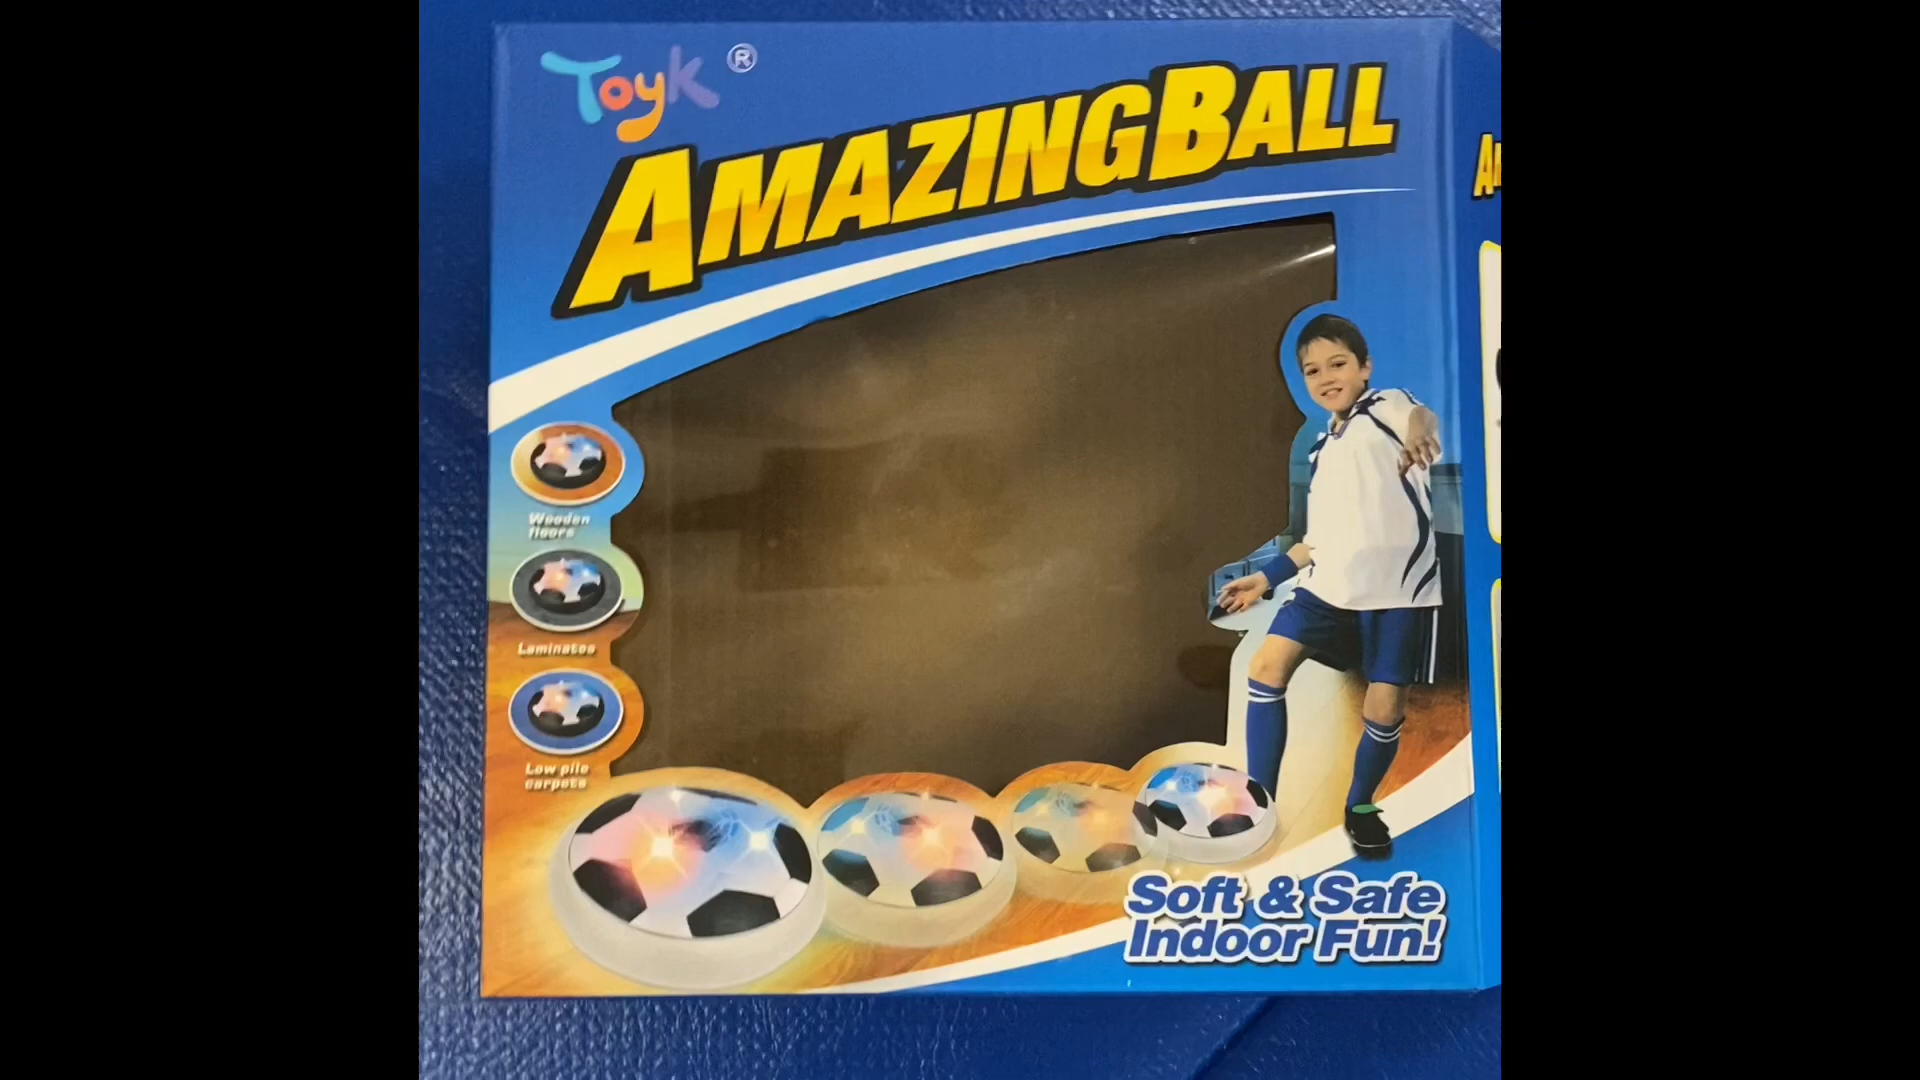 Toyk ®
AMAZINGBALL
Wooden
floors
Laminates
Low pile
carpets
Soft & Safe
Indoor Fun!